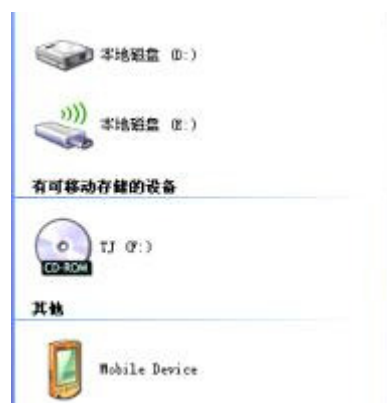 本地磁盘 (D:)
本地磁盘 (E:)
有可移动存储的设备
TJ (F:)
CD-ROM
其他
Mobile Device